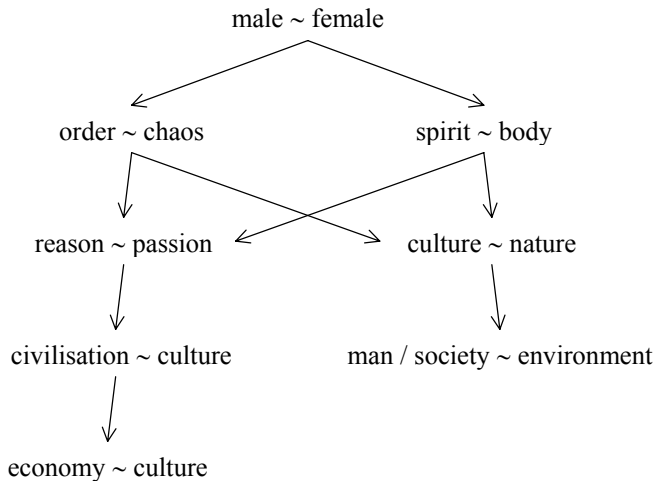 male ~ female
order ~ chaos
spirit ~ body
reason ~ passion
culture ~ nature
civilisation ~ culture
man / society ~ environment
economy ~ culture